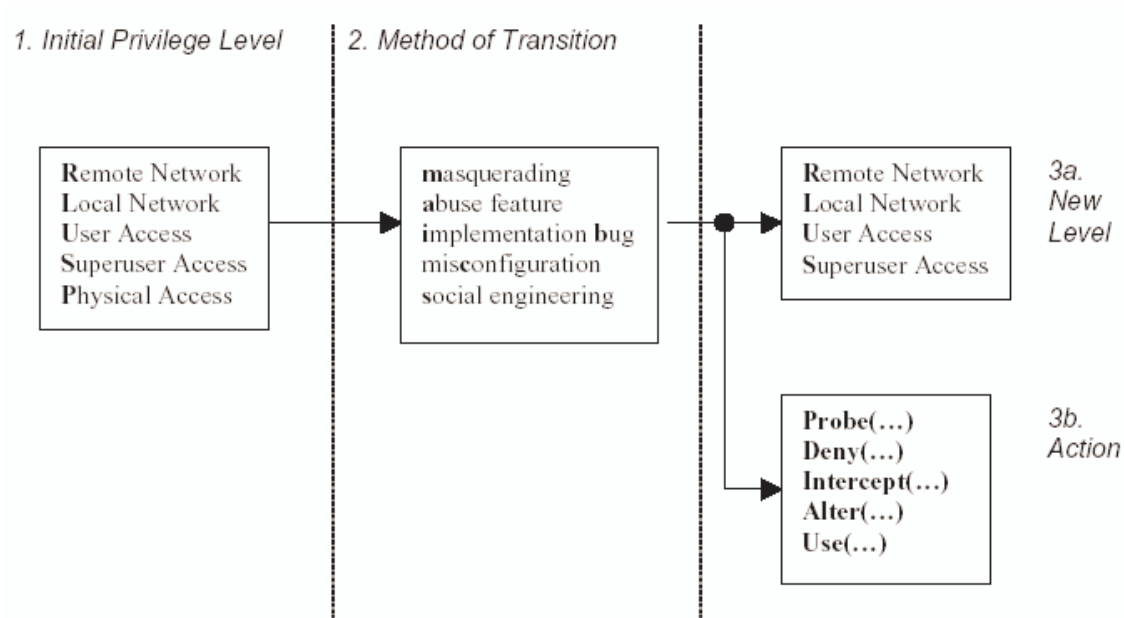 1. Initial Privilege Level
2. Method of Transition
Remote Network
Local Network
User Access
Superuser Access
Physical Access
masquerading
abuse feature
implementation bug
misconfiguration
social engineering
Remote Network
Local Network
User Access
Superuser Access
3a.
New
Level
Probe(…)
Deny(…)
Intercept(…)
Alter(…)
Use(…)
3b.
Action